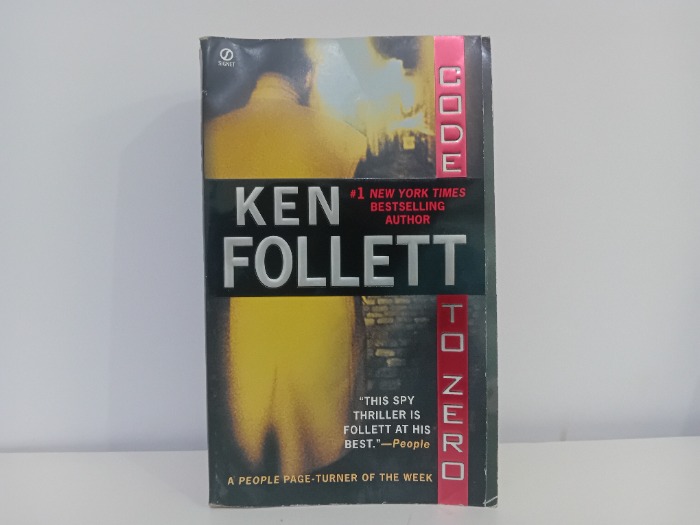 SIGNET
CODE TO ZERO
KEN
FOLLETT
#1 NEW YORK TIMES
BESTSELLING
AUTHOR
"THIS SPY
THRILLER IS
FOLLETT AT HIS
BEST."—People
A PEOPLE PAGE-TURNER OF THE WEEK